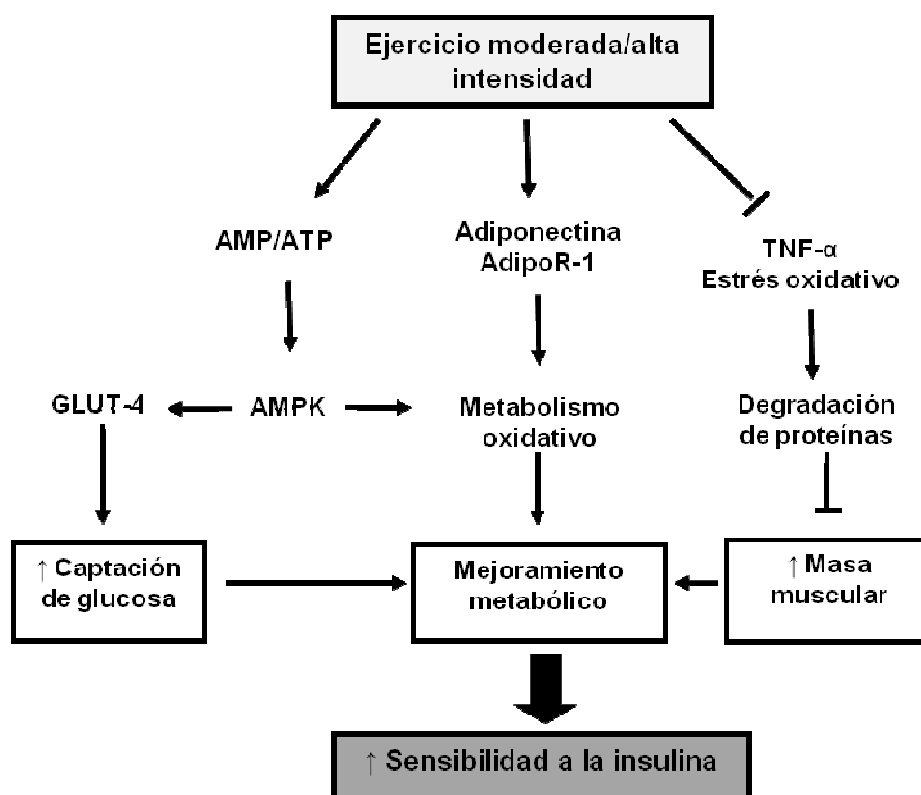 Ejercicio moderada/alta
intensidad
AMP/ATP
Adiponectina
AdipoR-1
TNF-α
Estrés oxidativo
GLUT-4
AMPK
Metabolismo
oxidativo
Degradación
de proteínas
↑ Captación
de glucosa
Mejoramiento
metabólico
↑ Masa
muscular
↑ Sensibilidad a la insulina